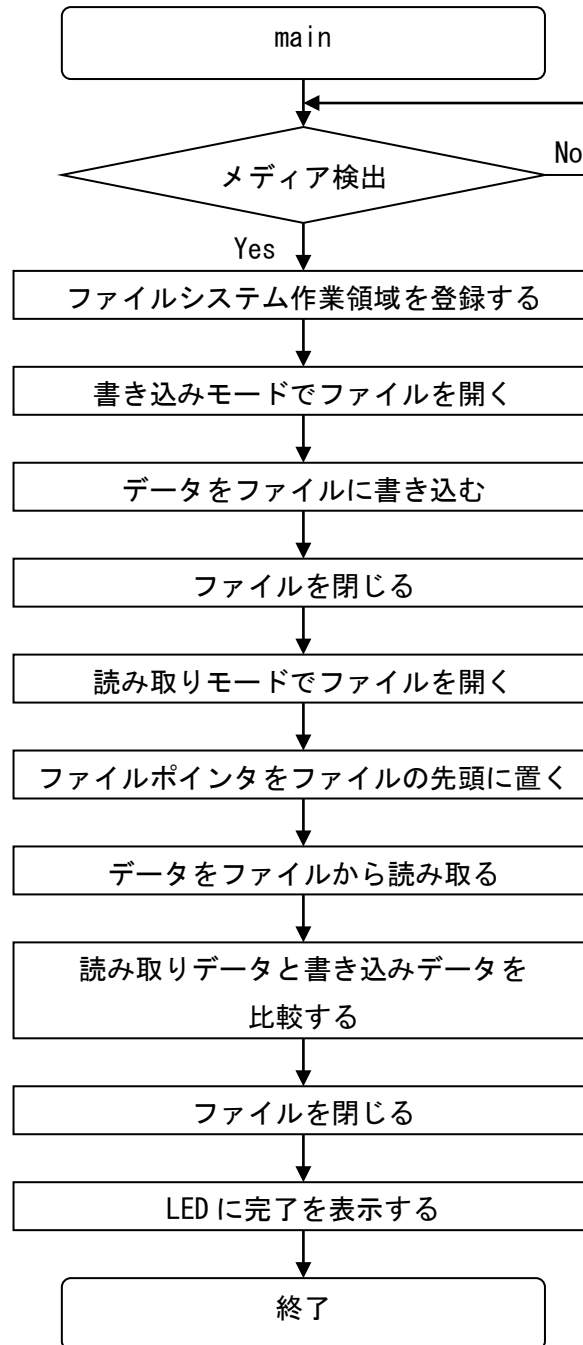 main
メディア検出
No
Yes
ファイルシステム作業領域を登録する
書き込みモードでファイルを開く
データをファイルに書き込む
ファイルを閉じる
読み取りモードでファイルを開く
ファイルポインタをファイルの先頭に置く
データをファイルから読み取る
読み取りデータと書き込みデータを
比較する
ファイルを閉じる
LEDに完了を表示する
終了